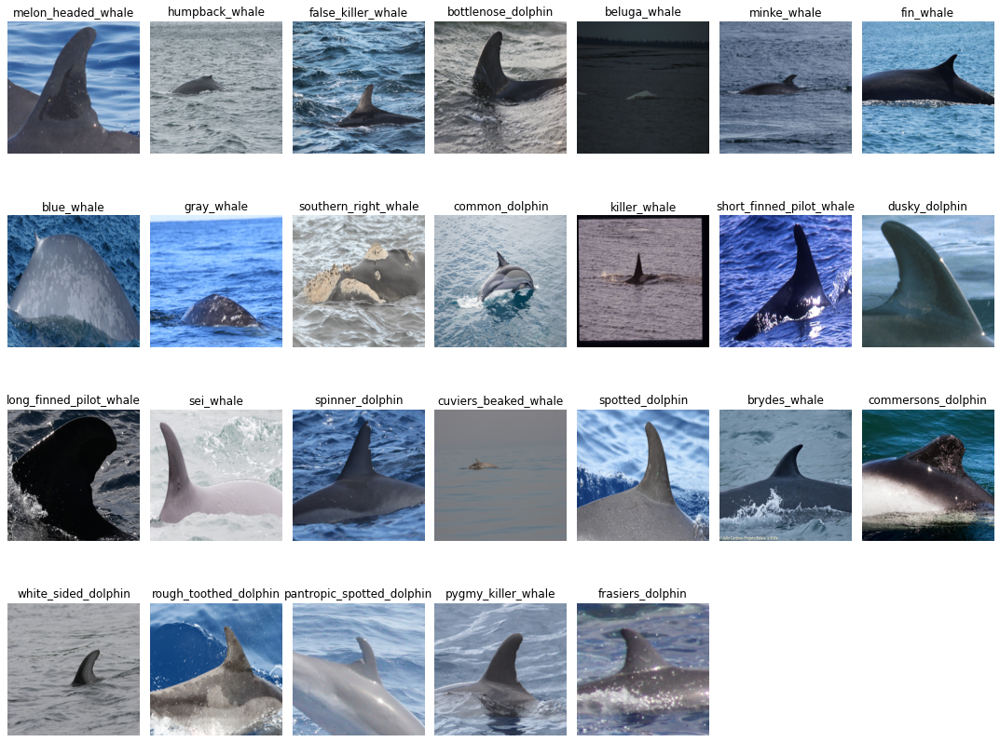 melon_headed_whale
humpback_whale
false_killer_whale
bottlenose_dolphin
beluga_whale
minke_whale
fin_whale
blue_whale
gray_whale
southern_right_whale
common_dolphin
killer_whale
short_finned_pilot_whale
dusky_dolphin
long_finned_pilot_whale
sei_whale
spinner_dolphin
cuviers_beaked_whale
spotted_dolphin
brydes_whale
commersons_dolphin
white_sided_dolphin
rough_toothed_dolphin
pantropic_spotted_dolphin
pygmy_killer_whale
frasiers_dolphin